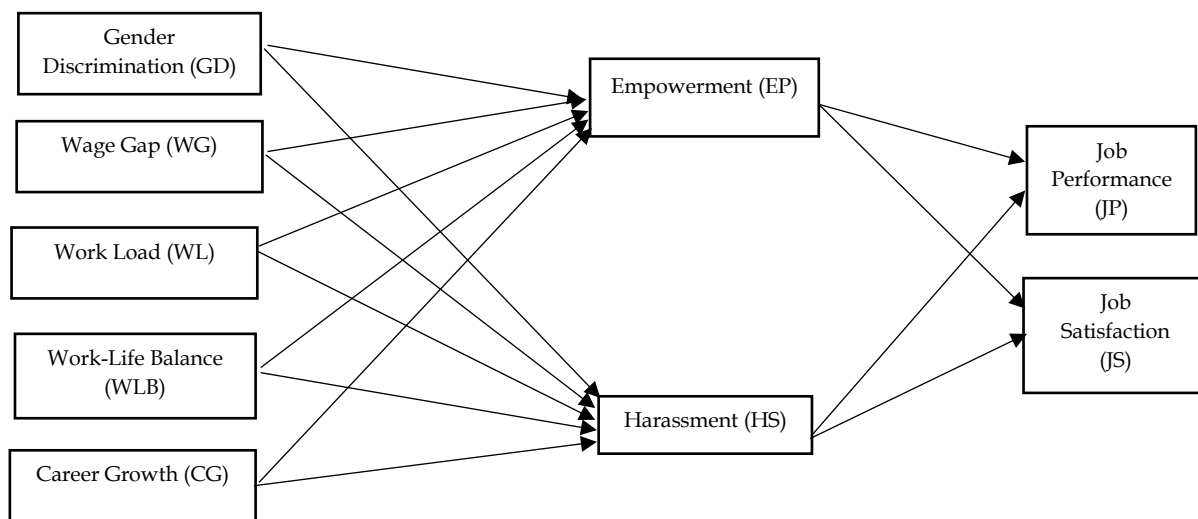 Gender
Discrimination (GD)
Wage Gap (WG)
Work Load (WL)
Work-Life Balance
(WLB)
Career Growth (CG)
Empowerment (EP)
Harassment (HS)
Job
Performance
(JP)
Job
Satisfaction
(JS)